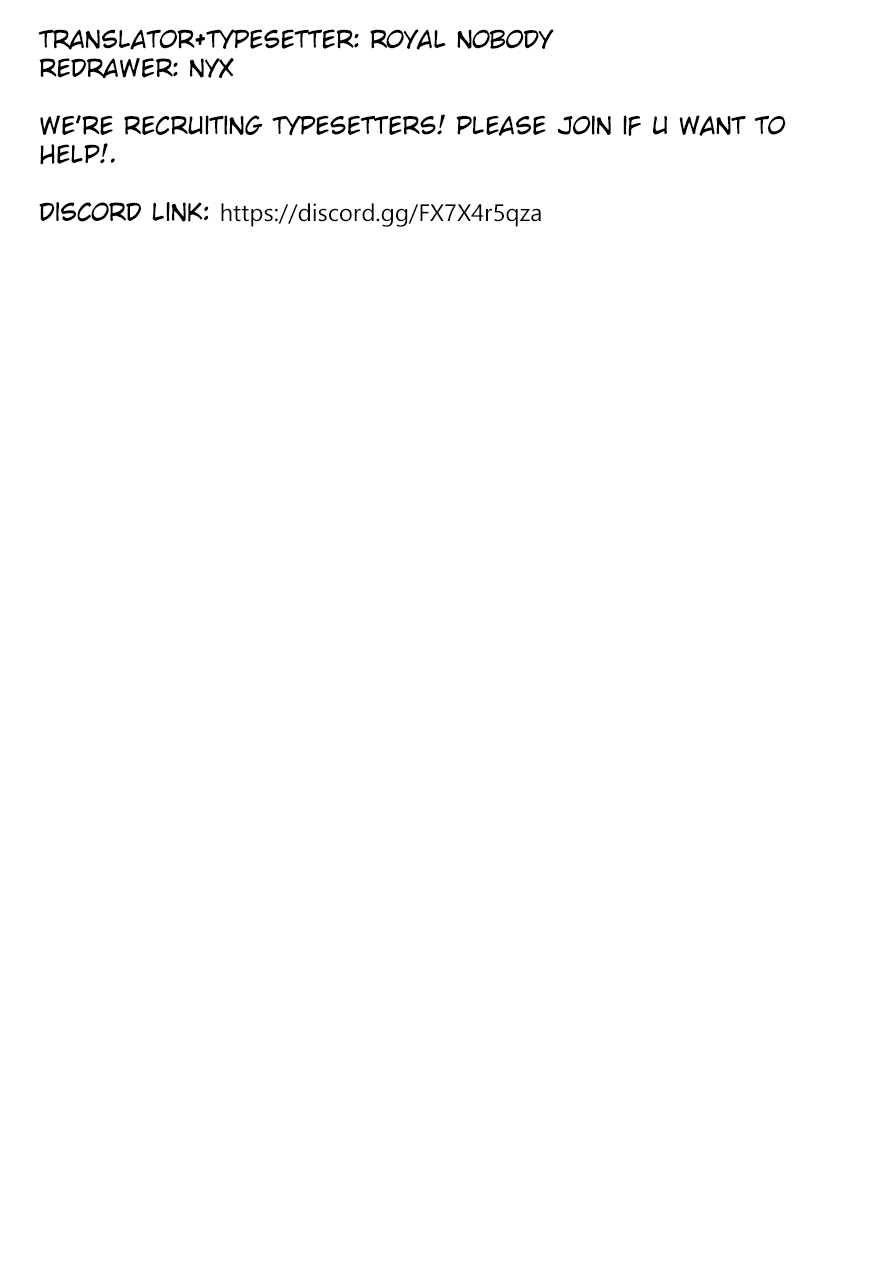 TRANSLATOR+TYPESETTER: ROYAL NOBODY
REDRAWER: NYX
WE'RE RECRUITING TYPESETTERS! PLEASE JOIN IF U WANT TO
HELP!.
DISCORD LINK: https://discord.gg/FX7X4r5qza